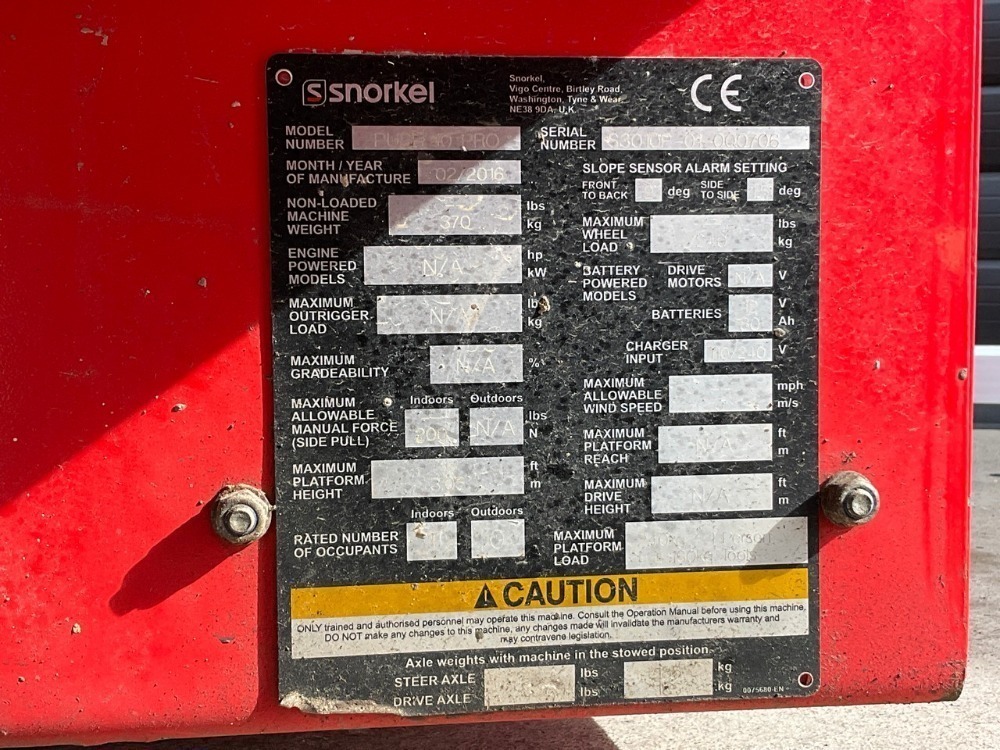 snorkel
Snorkel,
Vigo Centre, Birtley Road,
Washington, Tyne & Wear,
NE38 9DA, U.K.
CE
MODEL
NUMBER
SERIAL
NUMBER
MONTH / YEAR
OF MANUFACTURE 02/2016
NON-LOADED
MACHINE
WEIGHT
lbs
370 kg
ENGINE
POWERED
MODELS
N/A
hp
kW
MAXIMUM
OUTRIGGER
LOAD
N/A
lb
kg
MAXIMUM
GRADEABILITY
N/A %
Indoors Outdoors
MAXIMUM
ALLOWABLE
MANUAL FORCE
(SIDE PULL)
200 N/A
lbs
N
MAXIMUM
PLATFORM
HEIGHT
ft
m
Indoors Outdoors
RATED NUMBER
OF OCCUPANTS
SLOPE SENSOR ALARM SETTING
FRONT
TO BACK
deg
SIDE
TO SIDE
deg
MAXIMUM
WHEEL
LOAD
lbs
kg
BATTERY
POWERED
MODELS
DRIVE
MOTORS
N/A V
BATTERIES
V
Ah
CHARGER
INPUT
V
MAXIMUM
ALLOWABLE
WIND SPEED
mph
m/s
MAXIMUM
PLATFORM
REACH
N/A
ft
m
MAXIMUM
DRIVE
HEIGHT
N/A
ft
m
MAXIMUM
PLATFORM
LOAD
CAUTION
ONLY trained and authorised personnel may operate this machine. Consult the Operation Manual before using this machine,
DO NOT make any changes to this machine, any changes made will invalidate the manufacturers warranty and
may contravene legislation.
Axle weights with machine in the stowed position.
STEER AXLE lbs kg
DRIVE AXLE lbs kg
0075680-EN